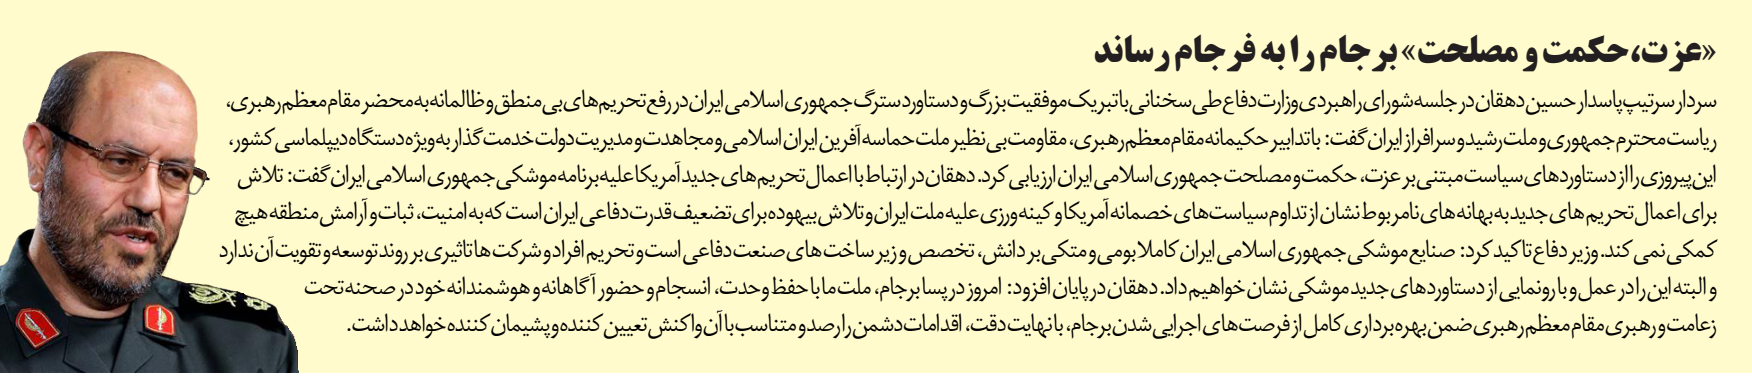 «عزت،حکمت و مصلحت» برجام را به فرجام رساند
سردار سرتیپ پاسدار حسین دهقان در جلسه شورای راهبردی وزارت دفاع طی سخنانی با تبریک موفقیت بزرگ و دستاورد سترگ جمهوری اسلامی ایران در رفع تحریم های بی منطق و ظالمانه به محضر مقام معظم رهبری،
ریاست محترم جمهوری و ملت رشید و سرافراز ایران گفت: با تدابیر حکیمانه مقام معظم رهبری، مقاومت بی نظیر ملت حماسه آفرین ایران اسلامی و مجاهدت و مدیریت دولت خدمت گذار به ویژه دستگاه دیپلماسی کشور،
این پیروزی را از دستاوردهای سیاست مبتنی بر عزت، حکمت و مصلحت جمهوری اسلامی ایران ارزیابی کرد. دهقان در ارتباط با اعمال تحریم های جدید آمریکا علیه برنامه موشکی جمهوری اسلامی ایران گفت: تلاش
برای اعمال تحریم های جدید به بهانه های نامربوط نشان از تداوم سیاست های خصمانه آمریکا و کینه ورزی علیه ملت ایران و تلاش بیهوده برای تضعیف قدرت دفاعی ایران است که به امنیت، ثبات و آرامش منطقه هیچ
کمکی نمی کند. وزیر دفاع تاکید کرد: صنایع موشکی جمهوری اسلامی ایران کاملا بومی و متکی بر دانش، تخصص و زیر ساخت های صنعت دفاعی است و تحریم افراد و شرکت ها تاثیری بر روند توسعه و تقویت آن ندارد
و البته این را در عمل و با رونمایی از دستاوردهای جدید موشکی نشان خواهیم داد. دهقان در پایان افزود: امروز در پسابرجام، ملت ما با حفظ وحدت، انسجام و حضور آگاهانه و هوشمندانه خود در صحنه تحت
زعامت و رهبری مقام معظم رهبری ضمن بهره برداری کامل از فرصت های اجرایی شدن برجام، با نهایت دقت، اقدامات دشمن را رصد و متناسب با آن واکنش تعیین کننده و پشیمان کننده خواهد داشت.